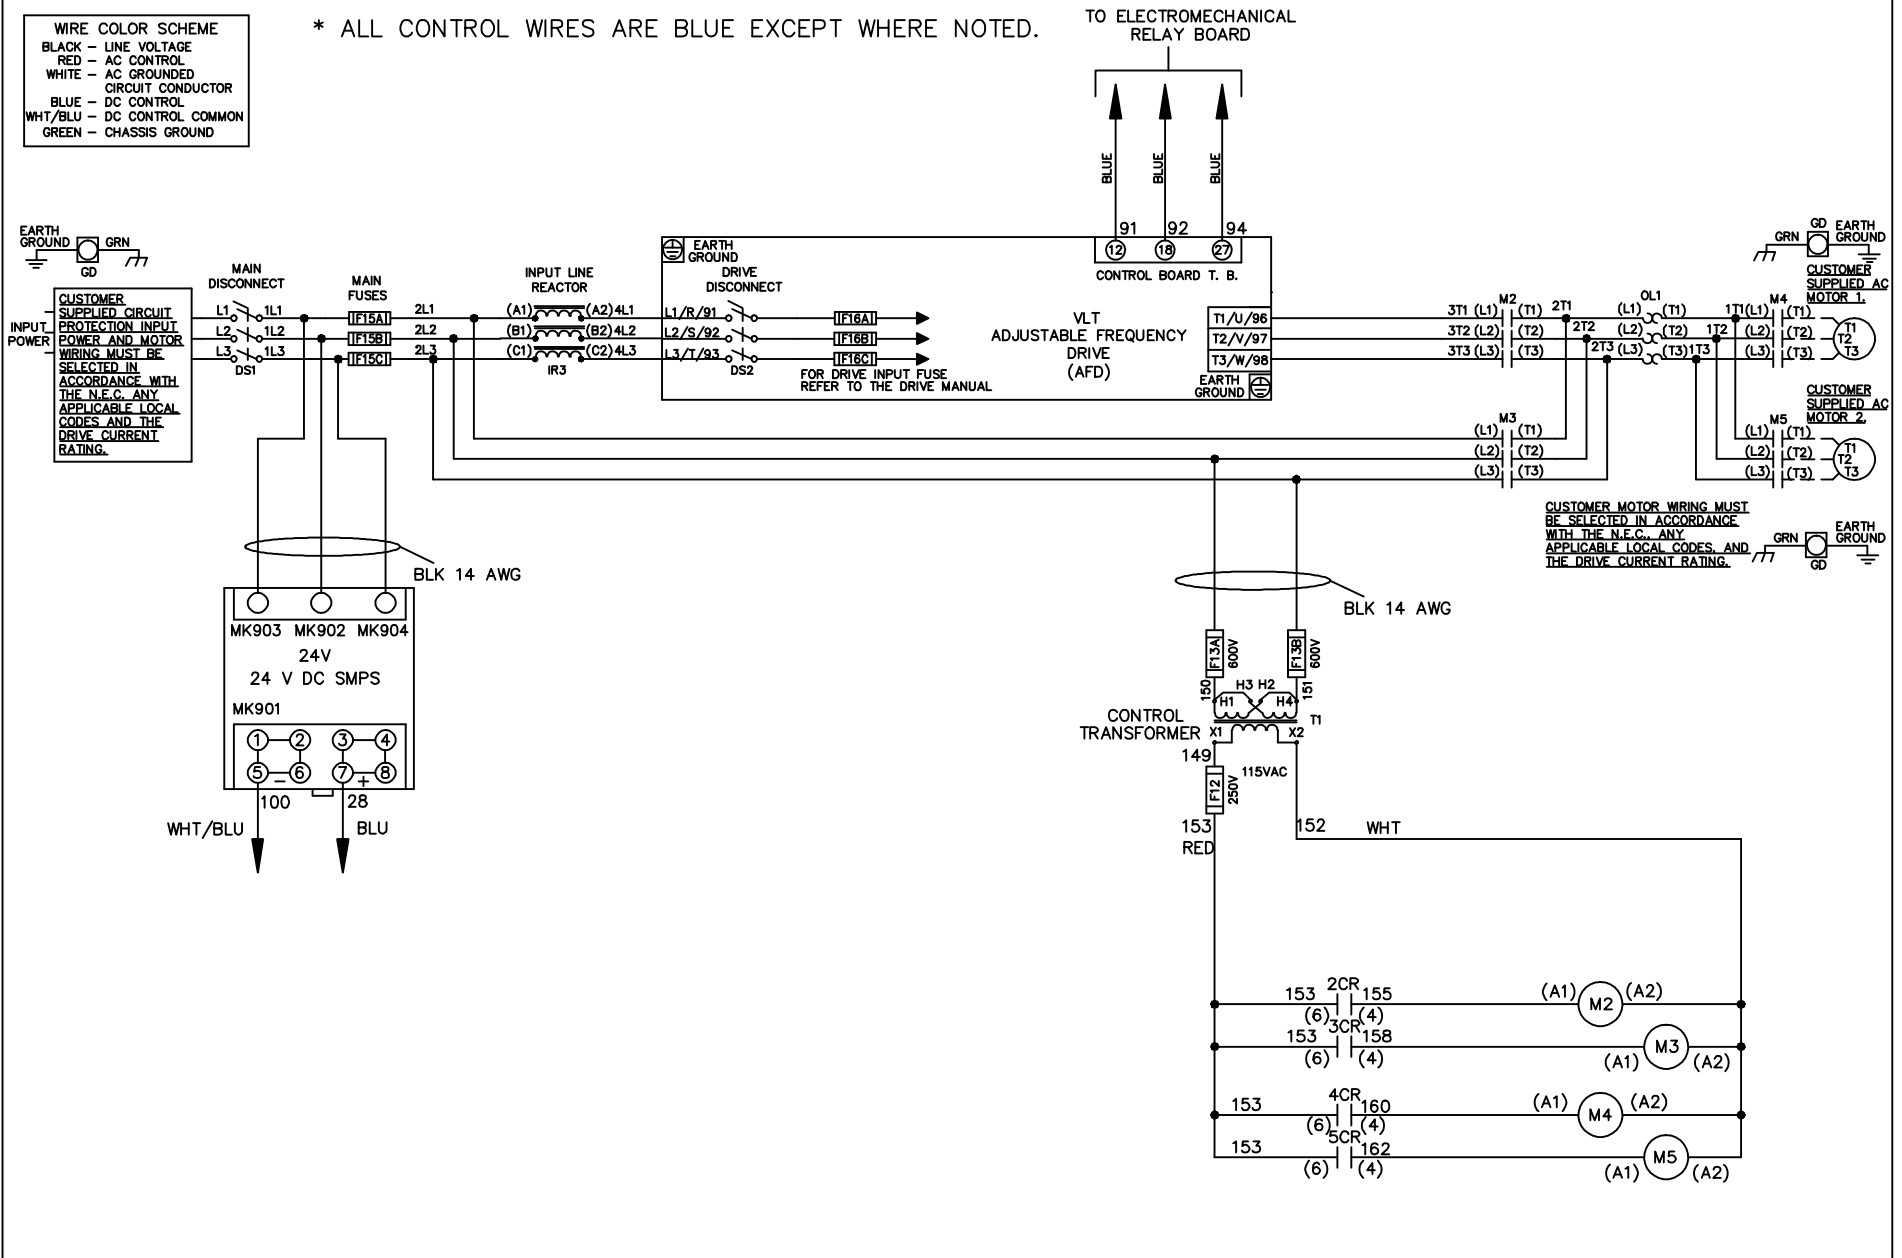 WIRE COLOR SCHEME
BLACK – LINE VOLTAGE
RED – AC CONTROL
WHITE – AC GROUNDED
CIRCUIT CONDUCTOR
BLUE – DC CONTROL
WHT/BLU – DC CONTROL COMMON
GREEN – CHASSIS GROUND
* ALL CONTROL WIRES ARE BLUE EXCEPT WHERE NOTED.
TO ELECTROMECHANICAL
RELAY BOARD
BLUE
BLUE
BLUE
91 92 94
12 18 27
CONTROL BOARD T. B.
EARTH
GROUND
GRN
GD
INPUT
POWER
CUSTOMER
SUPPLIED CIRCUIT
PROTECTION INPUT
POWER AND MOTOR
WIRING MUST BE
SELECTED IN
ACCORDANCE WITH
THE N.E.C. ANY
APPLICABLE LOCAL
CODES AND THE
DRIVE CURRENT
RATING.
MAIN
DISCONNECT
L1 1L1
L2 1L2
L3 1L3
DS1
MAIN
FUSES
F15A
F15B
F15C
2L1
2L2
2L3
INPUT LINE
REACTOR
(A1) (A2) 4L1
(B1) (B2) 4L2
(C1) (C2) 4L3
IR3
EARTH
GROUND
DRIVE
DISCONNECT
L1/R/91
L2/S/92
L3/T/93
DS2
F16A
F16B
F16C
FOR DRIVE INPUT FUSE
REFER TO THE DRIVE MANUAL
VLT
ADJUSTABLE FREQUENCY
DRIVE
(AFD)
T1/U/96
T2/V/97
T3/W/98
EARTH
GROUND
M2
3T1 (L1) (T1) 2T1
3T2 (L2) (T2) 2T2
3T3 (L3) (T3) 2T3
OL1
(L1) (T1) 1T1
(L2) (T2) 1T2
(L3) (T3) 1T3
M4
(L1) (T1)
(L2) (T2)
(L3) (T3)
T1
T2
T3
GD
GRN
EARTH
GROUND
CUSTOMER
SUPPLIED AC
MOTOR 1.
M3
(L1) (T1)
(L2) (T2)
(L3) (T3)
CUSTOMER
SUPPLIED AC
MOTOR 2.
M5
(L1) (T1)
(L2) (T2)
(L3) (T3)
T1
T2
T3
CUSTOMER MOTOR WIRING MUST
BE SELECTED IN ACCORDANCE
WITH THE N.E.C., ANY
APPLICABLE LOCAL CODES, AND
THE DRIVE CURRENT RATING.
GRN
GD
EARTH
GROUND
BLK 14 AWG
MK903 MK902 MK904
24V
24 V DC SMPS
MK901
1 2 3 4
5 – 6 7 + 8
100 28
WHT/BLU BLU
BLK 14 AWG
F13A 600V
F13B 600V
150 151
H3 H2
H1 H4
T1
CONTROL
TRANSFORMER
X1 X2
149
115VAC
F12 250V
153
RED
152 WHT
2CR
153 155 (A1) M2 (A2)
(6) (4)
3CR
153 158 M3
(6) (4) (A1) (A2)
4CR
153 160 (A1) M4 (A2)
(6) (4)
5CR
153 162 M5
(6) (4) (A1) (A2)